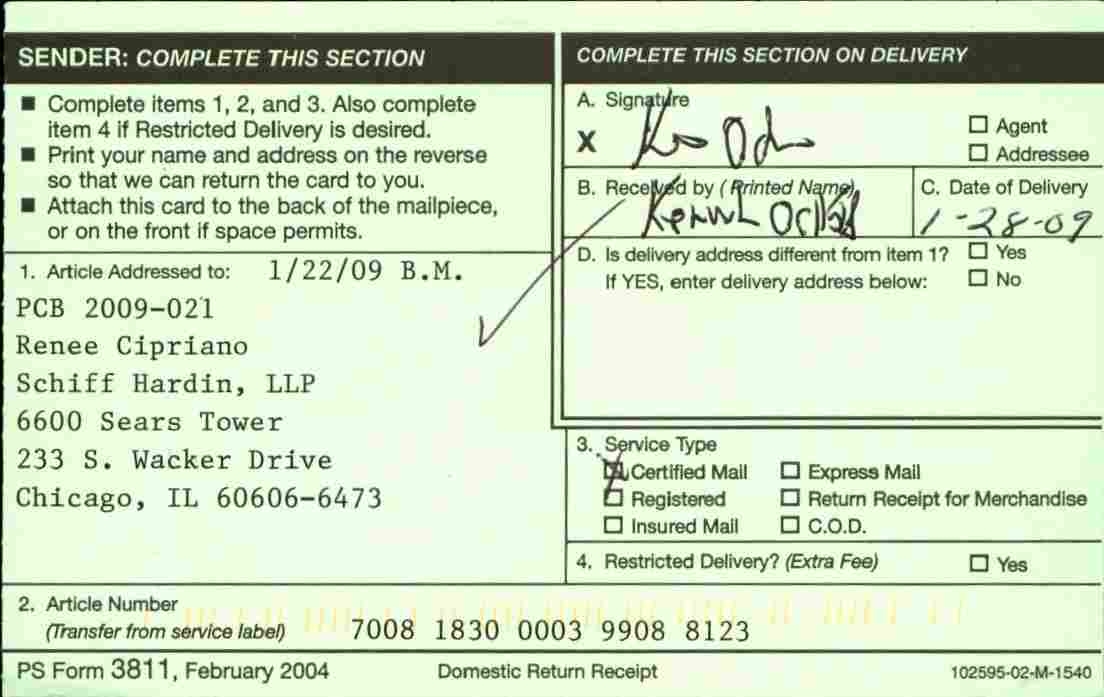 SENDER: COMPLETE THIS SECTION
■ Complete items 1, 2, and 3. Also complete
item 4 if Restricted Delivery is desired.
■ Print your name and address on the reverse
so that we can return the card to you.
■ Attach this card to the back of the mailpiece,
or on the front if space permits.
1. Article Addressed to: 1/22/09 B.M.
PCB 2009-021
Renee Cipriano
Schiff Hardin, LLP
6600 Sears Tower
233 S. Wacker Drive
Chicago, IL 60606-6473
COMPLETE THIS SECTION ON DELIVERY
A. Signature
X
☐ Agent
☐ Addressee
B. Received by (Printed Name)
C. Date of Delivery
1-28-09
D. Is delivery address different from item 1? ☐ Yes
If YES, enter delivery address below: ☐ No
3. Service Type
☒ Certified Mail ☐ Express Mail
☐ Registered ☐ Return Receipt for Merchandise
☐ Insured Mail ☐ C.O.D.
4. Restricted Delivery? (Extra Fee) ☐ Yes
2. Article Number
(Transfer from service label) 7008 1830 0003 9908 8123
PS Form 3811, February 2004 Domestic Return Receipt 102595-02-M-1540